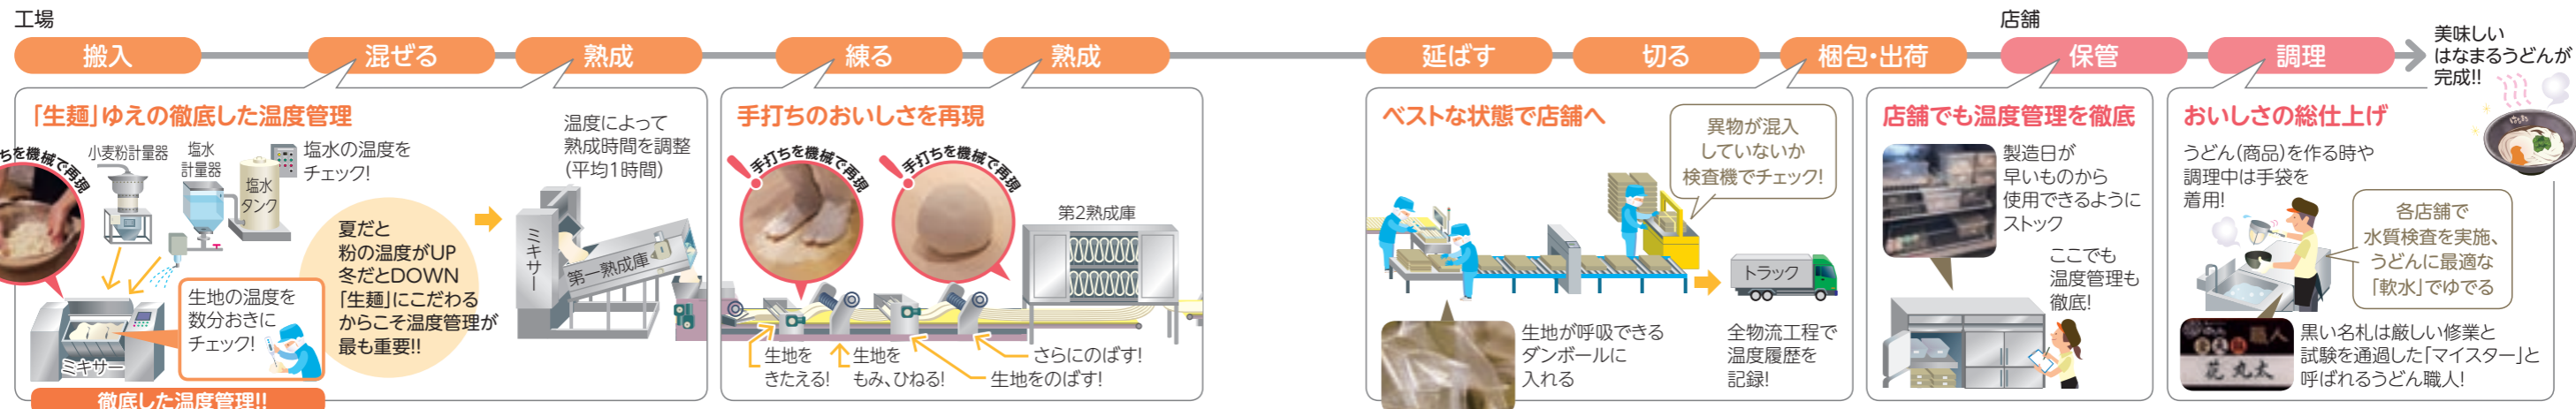 工場
搬入
混ぜる
熟成
練る
熟成
延ばす
切る
梱包・出荷
店舗
保管
調理
美味しい
はなまるうどんが
完成!!
「生麺」ゆえの徹底した温度管理
ちを機械で再現
小麦粉計量器
塩水
計量器
塩水
タンク
塩水の温度を
チェック!
夏だと
粉の温度がUP
冬だとDOWN
「生麺」にこだわる
からこそ温度管理が
最も重要!!
生地の温度を
数分おきに
チェック!
ミキサー
徹底した温度管理!!
温度によって
熟成時間を調整
(平均1時間)
ミキサー
第一熟成庫
手打ちのおいしさを再現
手打ちを機械で再現
手打ちを機械で再現
第2熟成庫
生地を
きたえる!
生地を
もみ、ひねる!
生地をのばす!
さらにのばす!
ベストな状態で店舗へ
異物が混入
していないか
検査機でチェック!
トラック
生地が呼吸できる
ダンボールに
入れる
全物流工程で
温度履歴を
記録!
店舗でも温度管理を徹底
製造日が
早いものから
使用できるように
ストック
ここでも
温度管理も
徹底!
おいしさの総仕上げ
うどん(商品)を作る時や
調理中は手袋を
着用!
各店舗で
水質検査を実施、
うどんに最適な
「軟水」でゆでる
職人
花 丸太
黒い名札は厳しい修業と
試験を通過した「マイスター」と
呼ばれるうどん職人!